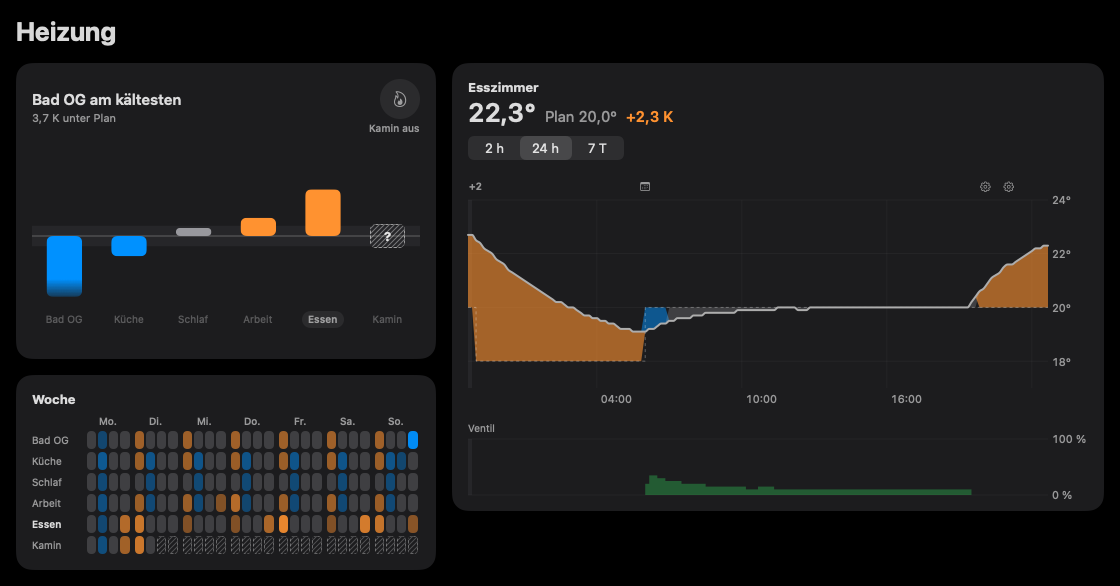 Heizung
Bad OG am kältesten
3,7 K unter Plan
Kamin aus
?
Bad OG Küche Schlaf Arbeit Essen Kamin
Woche
Mo. Di. Mi. Do. Fr. Sa. So.
Bad OG
Küche
Schlaf
Arbeit
Essen
Kamin
Esszimmer
22,3° Plan 20,0° +2,3 K
2 h 24 h 7 T
+2
24°
22°
20°
18°
04:00 10:00 16:00
Ventil
100 %
0 %